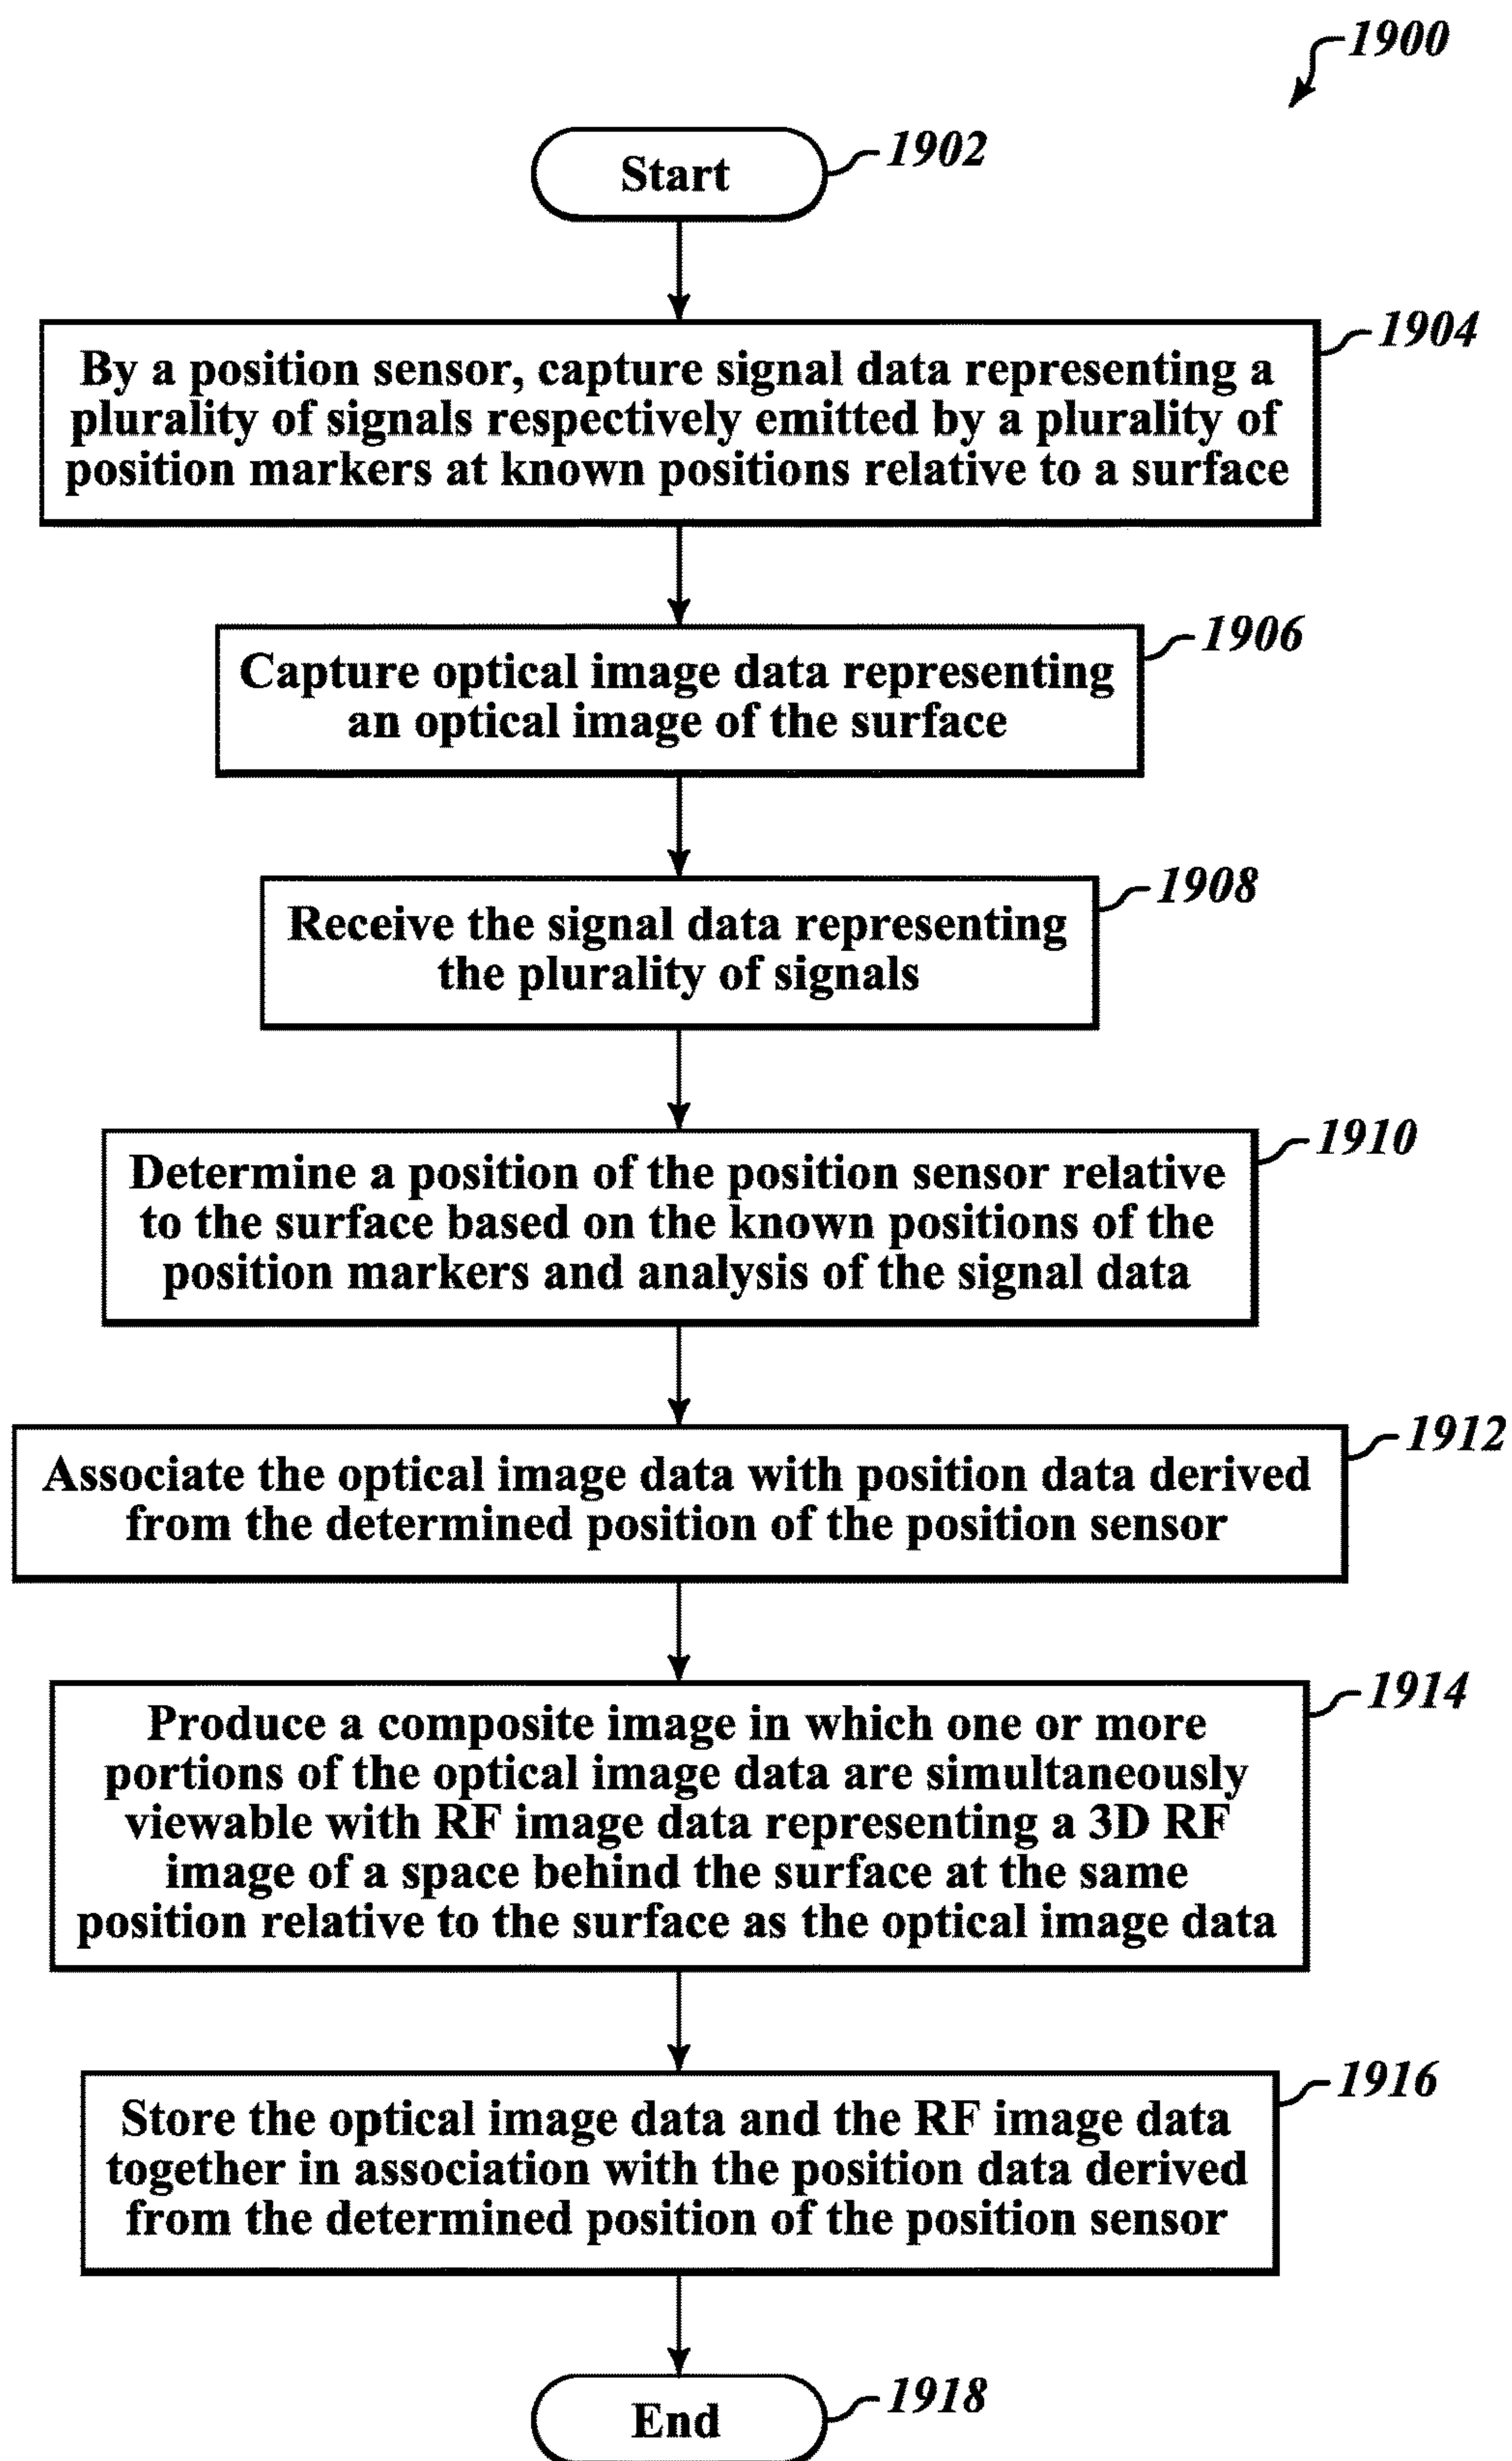 1900
Start
1902
By a position sensor, capture signal data representing a
plurality of signals respectively emitted by a plurality of
position markers at known positions relative to a surface
1904
Capture optical image data representing
an optical image of the surface
1906
Receive the signal data representing
the plurality of signals
1908
Determine a position of the position sensor relative
to the surface based on the known positions of the
position markers and analysis of the signal data
1910
Associate the optical image data with position data derived
from the determined position of the position sensor
1912
Produce a composite image in which one or more
portions of the optical image data are simultaneously
viewable with RF image data representing a 3D RF
image of a space behind the surface at the same
position relative to the surface as the optical image data
1914
Store the optical image data and the RF image data
together in association with the position data derived
from the determined position of the position sensor
1916
End
1918